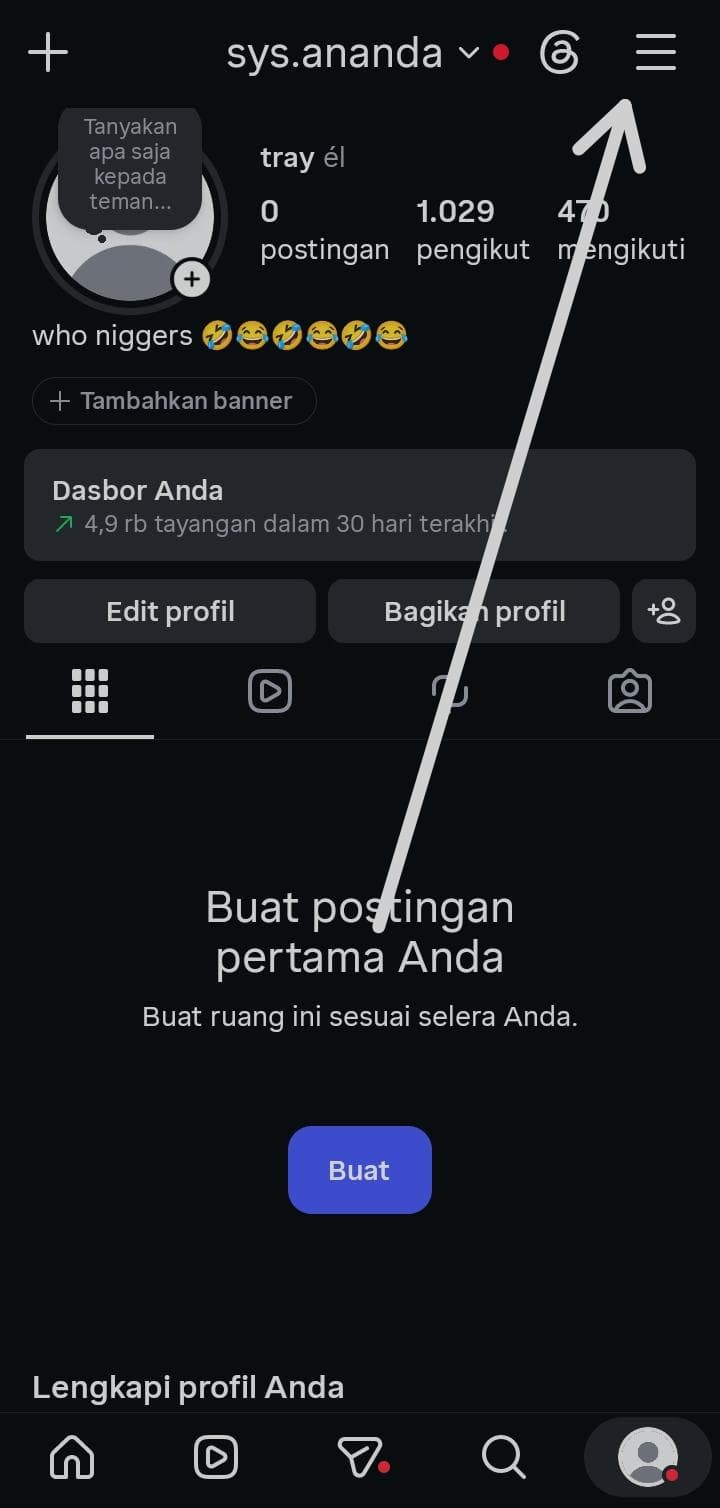 sys.ananda
Tanyakan
apa saja
kepada
teman...
tray él
0 1.029 470
postingan pengikut mengikuti
who niggers 🤣😂🤣😂🤣😂
+ Tambahkan banner
Dasbor Anda
4,9 rb tayangan dalam 30 hari terakhir.
Edit profil Bagikan profil
Buat postingan
pertama Anda
Buat ruang ini sesuai selera Anda.
Buat
Lengkapi profil Anda